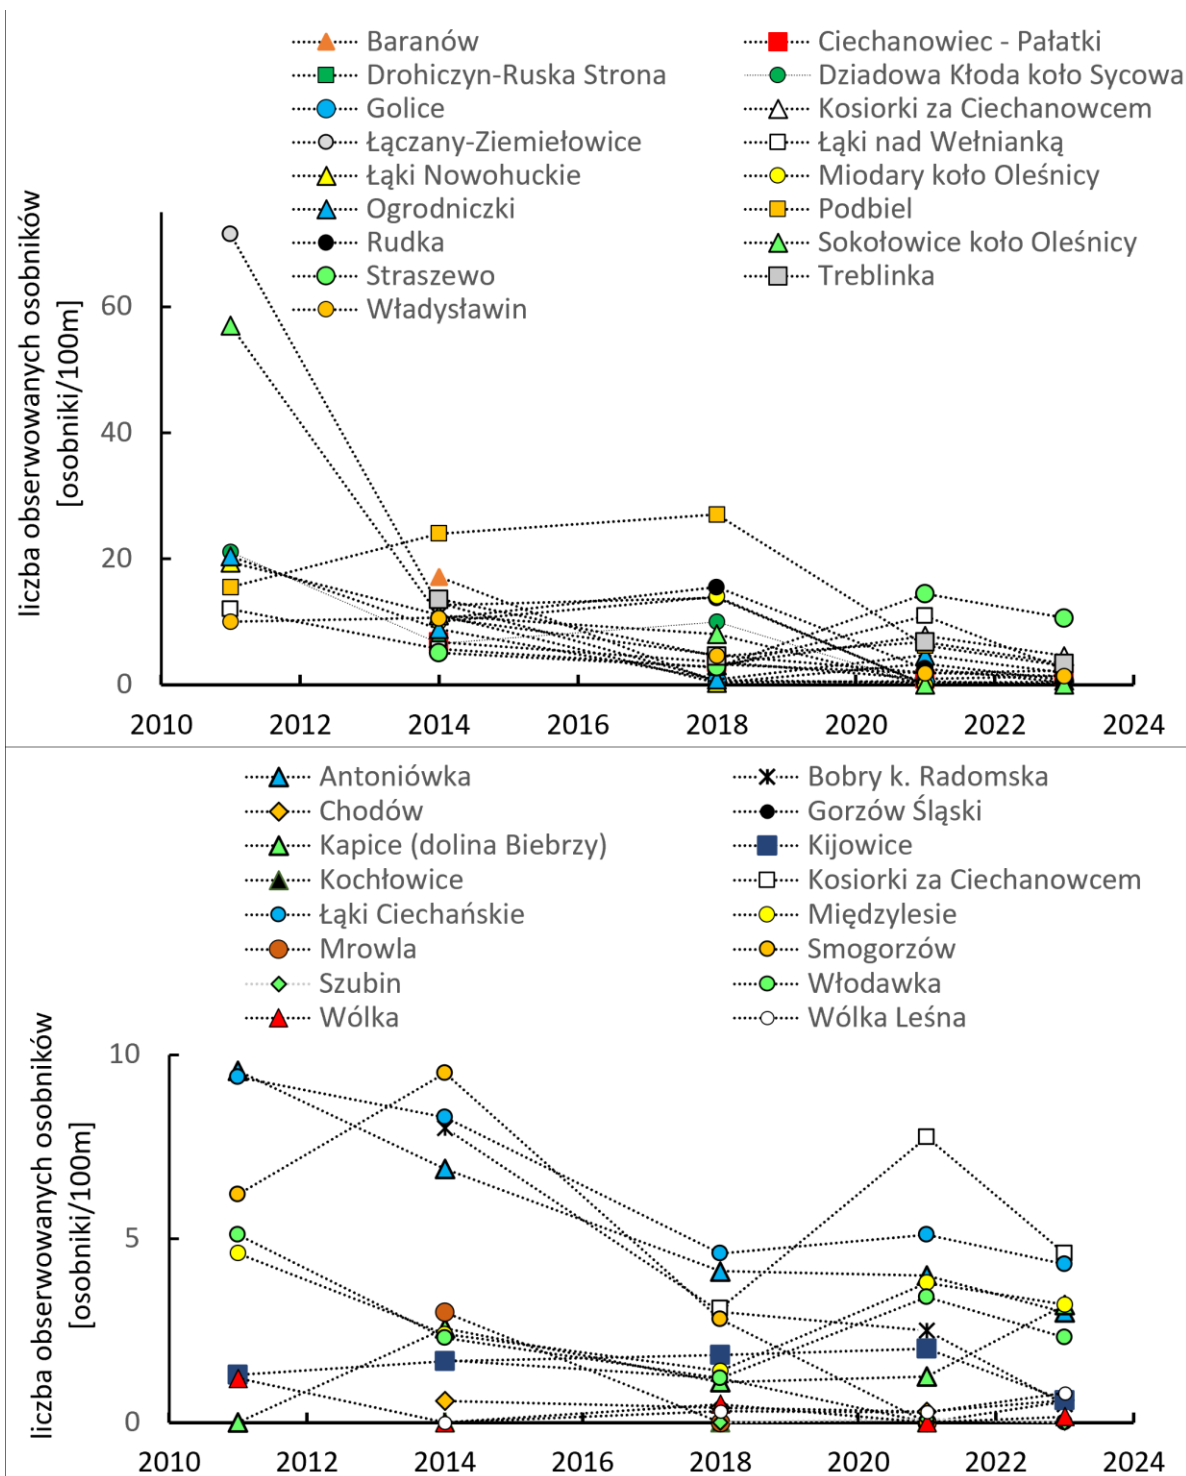 Baranów Ciechanowiec - Pałatki
Drohiczyn-Ruska Strona Dziadowa Kłoda koło Sycowa
Golice Kosiorki za Ciechanowcem
Łączany-Ziemiełowice Łąki nad Wełnianką
Łąki Nowohuckie Miodary koło Oleśnicy
Ogrodniczki Podbiel
Rudka Sokołowice koło Oleśnicy
Straszewo Treblinka
Władysławin
liczba obserwowanych osobników
[osobniki/100m]
60
40
20
0
2010 2012 2014 2016 2018 2020 2022 2024
Antoniówka Bobry k. Radomska
Chodów Gorzów Śląski
Kapice (dolina Biebrzy) Kijowice
Kochłowice Kosiorki za Ciechanowcem
Łąki Ciechańskie Międzylesie
Mrowla Smogorzów
Szubin Włodawka
Wólka Wólka Leśna
liczba obserwowanych osobników
[osobniki/100m]
10
5
0
2010 2012 2014 2016 2018 2020 2022 2024